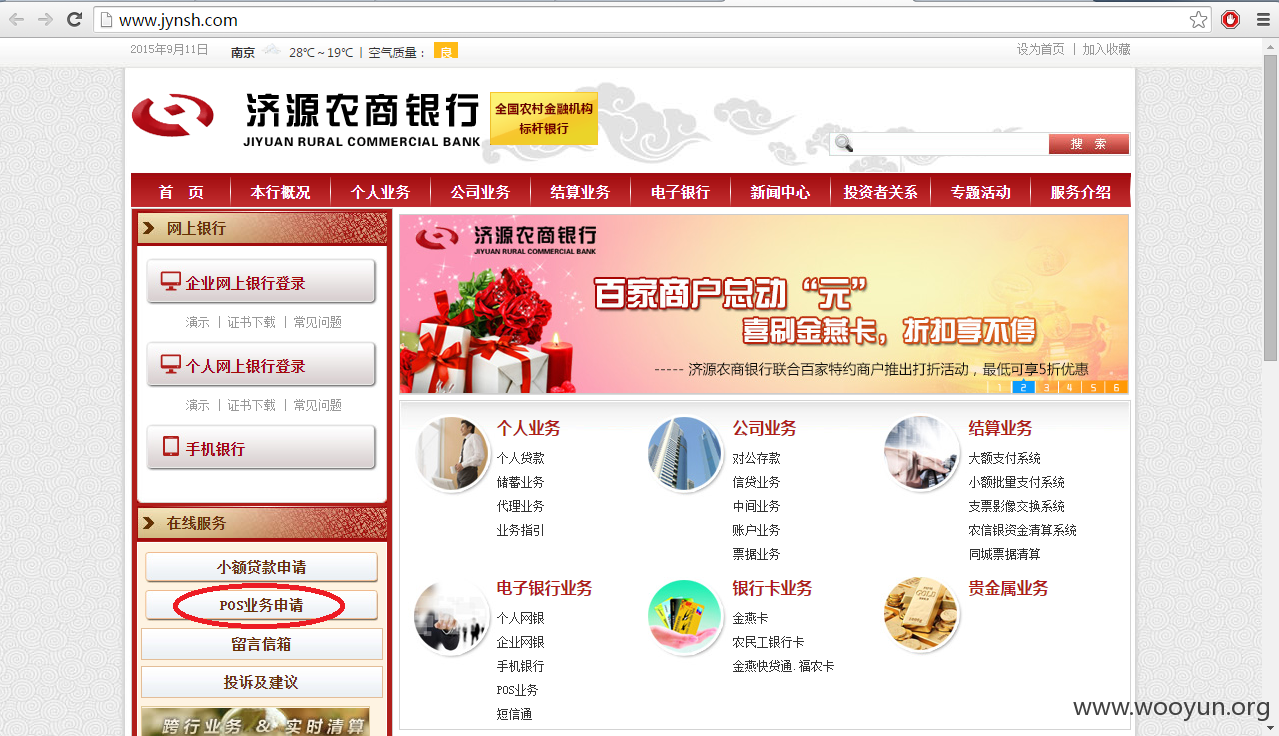 www.jynsh.com
2015年9月11日 南京 28℃～19℃ | 空气质量： 良 设为首页 | 加入收藏
济源农商银行
JIYUAN RURAL COMMERCIAL BANK
全国农村金融机构
标杆银行
搜 索
首 页 本行概况 个人业务 公司业务 结算业务 电子银行 新闻中心 投资者关系 专题活动 服务介绍
网上银行
企业网上银行登录
演示 | 证书下载 | 常见问题
个人网上银行登录
演示 | 证书下载 | 常见问题
手机银行
在线服务
小额贷款申请
POS业务申请
留言信箱
投诉及建议
跨行业务 & 实时清算
济源农商银行
JIYUAN RURAL COMMERCIAL BANK
百家商户总动“元”
喜刷金燕卡，折扣享不停
----- 济源农商银行联合百家特约商户推出打折活动，最低可享5折优惠
1 2 3 4 5 6
个人业务
个人贷款
储蓄业务
代理业务
业务指引
公司业务
对公存款
信贷业务
中间业务
账户业务
票据业务
结算业务
大额支付系统
小额批量支付系统
支票影像交换系统
农信银资金清算系统
同城票据清算
电子银行业务
个人网银
企业网银
手机银行
POS业务
短信通
银行卡业务
金燕卡
农民工银行卡
金燕快贷通.福农卡
贵金属业务
www.wooyun.org